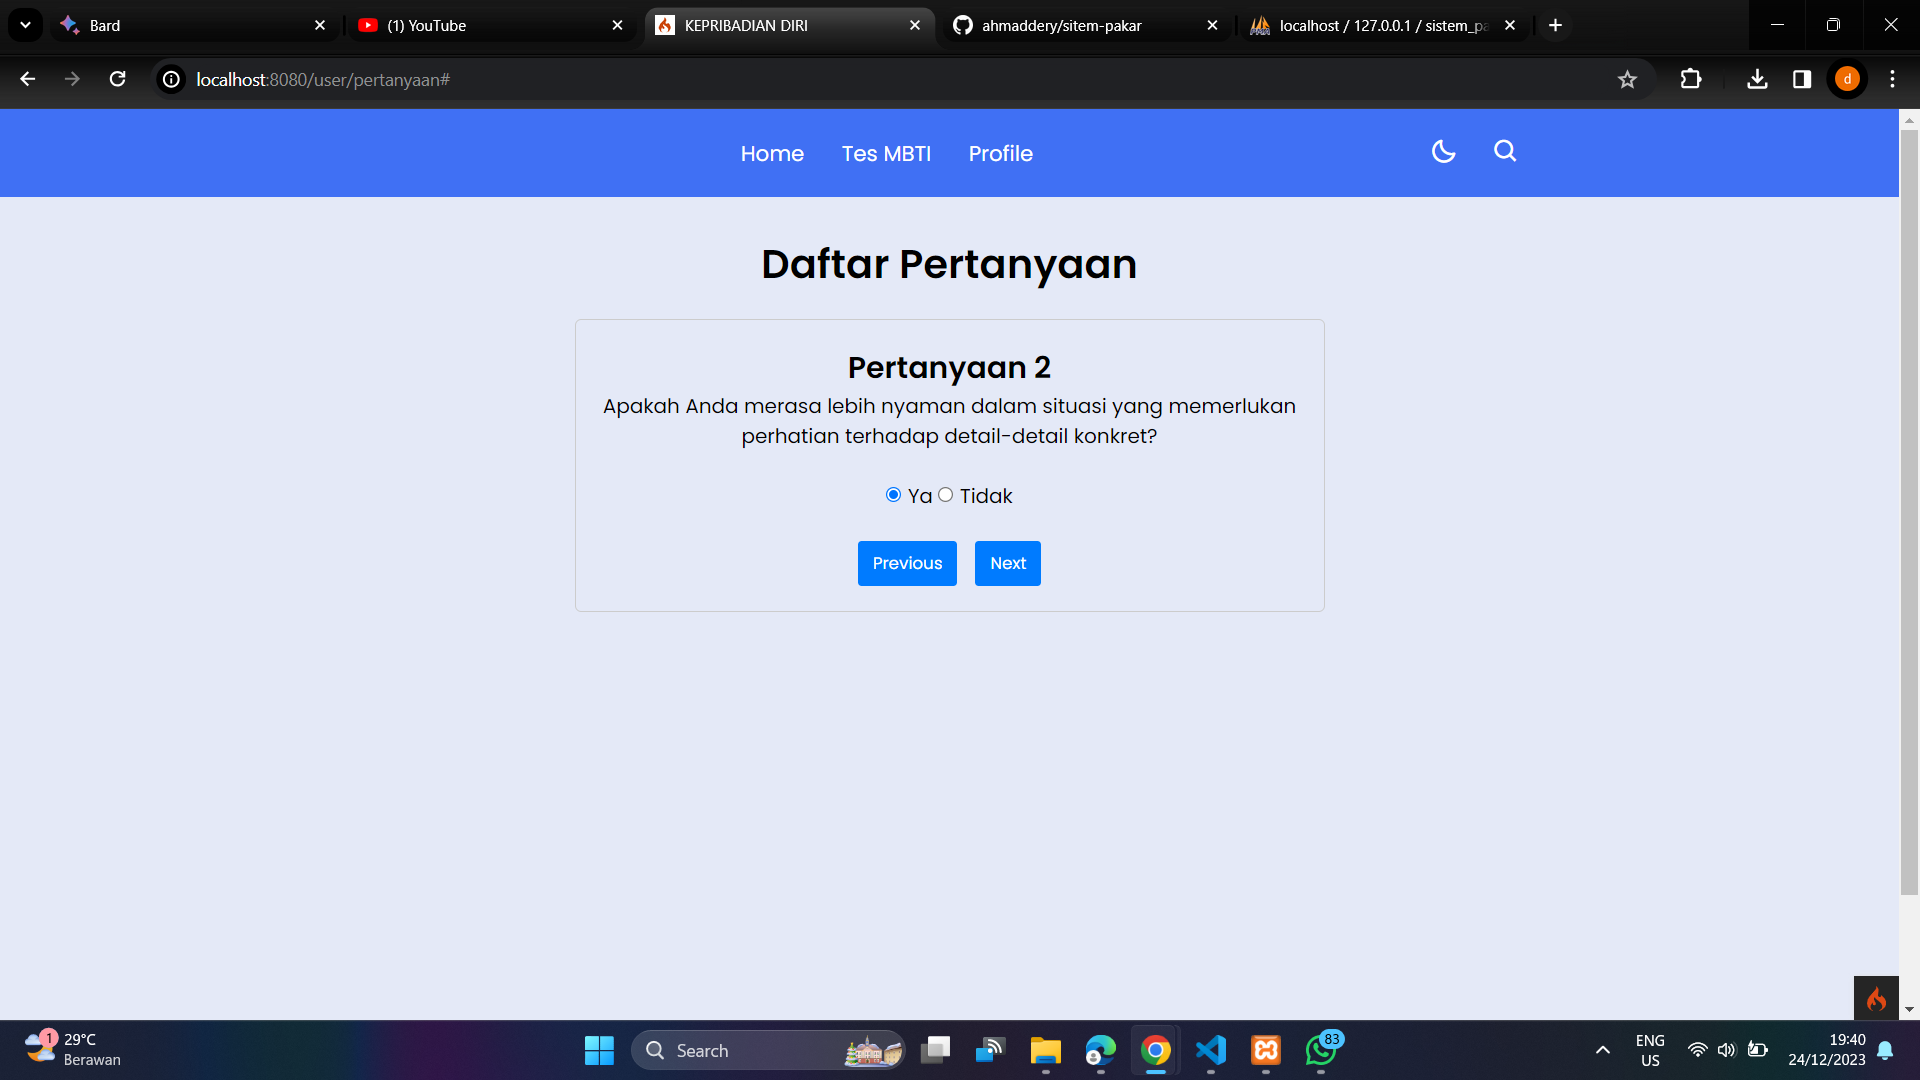 Bard
(1) YouTube
KEPRIBADIAN DIRI
ahmaddery/sitem-pakar
localhost / 127.0.0.1 / sistem_pa
localhost:8080/user/pertanyaan#
d
Home
Tes MBTI
Profile
Daftar Pertanyaan
Pertanyaan 2
Apakah Anda merasa lebih nyaman dalam situasi yang memerlukan
perhatian terhadap detail-detail konkret?
Ya Tidak
Previous
Next
1
29°C
Berawan
Search
83
ENG
US
19:40
24/12/2023